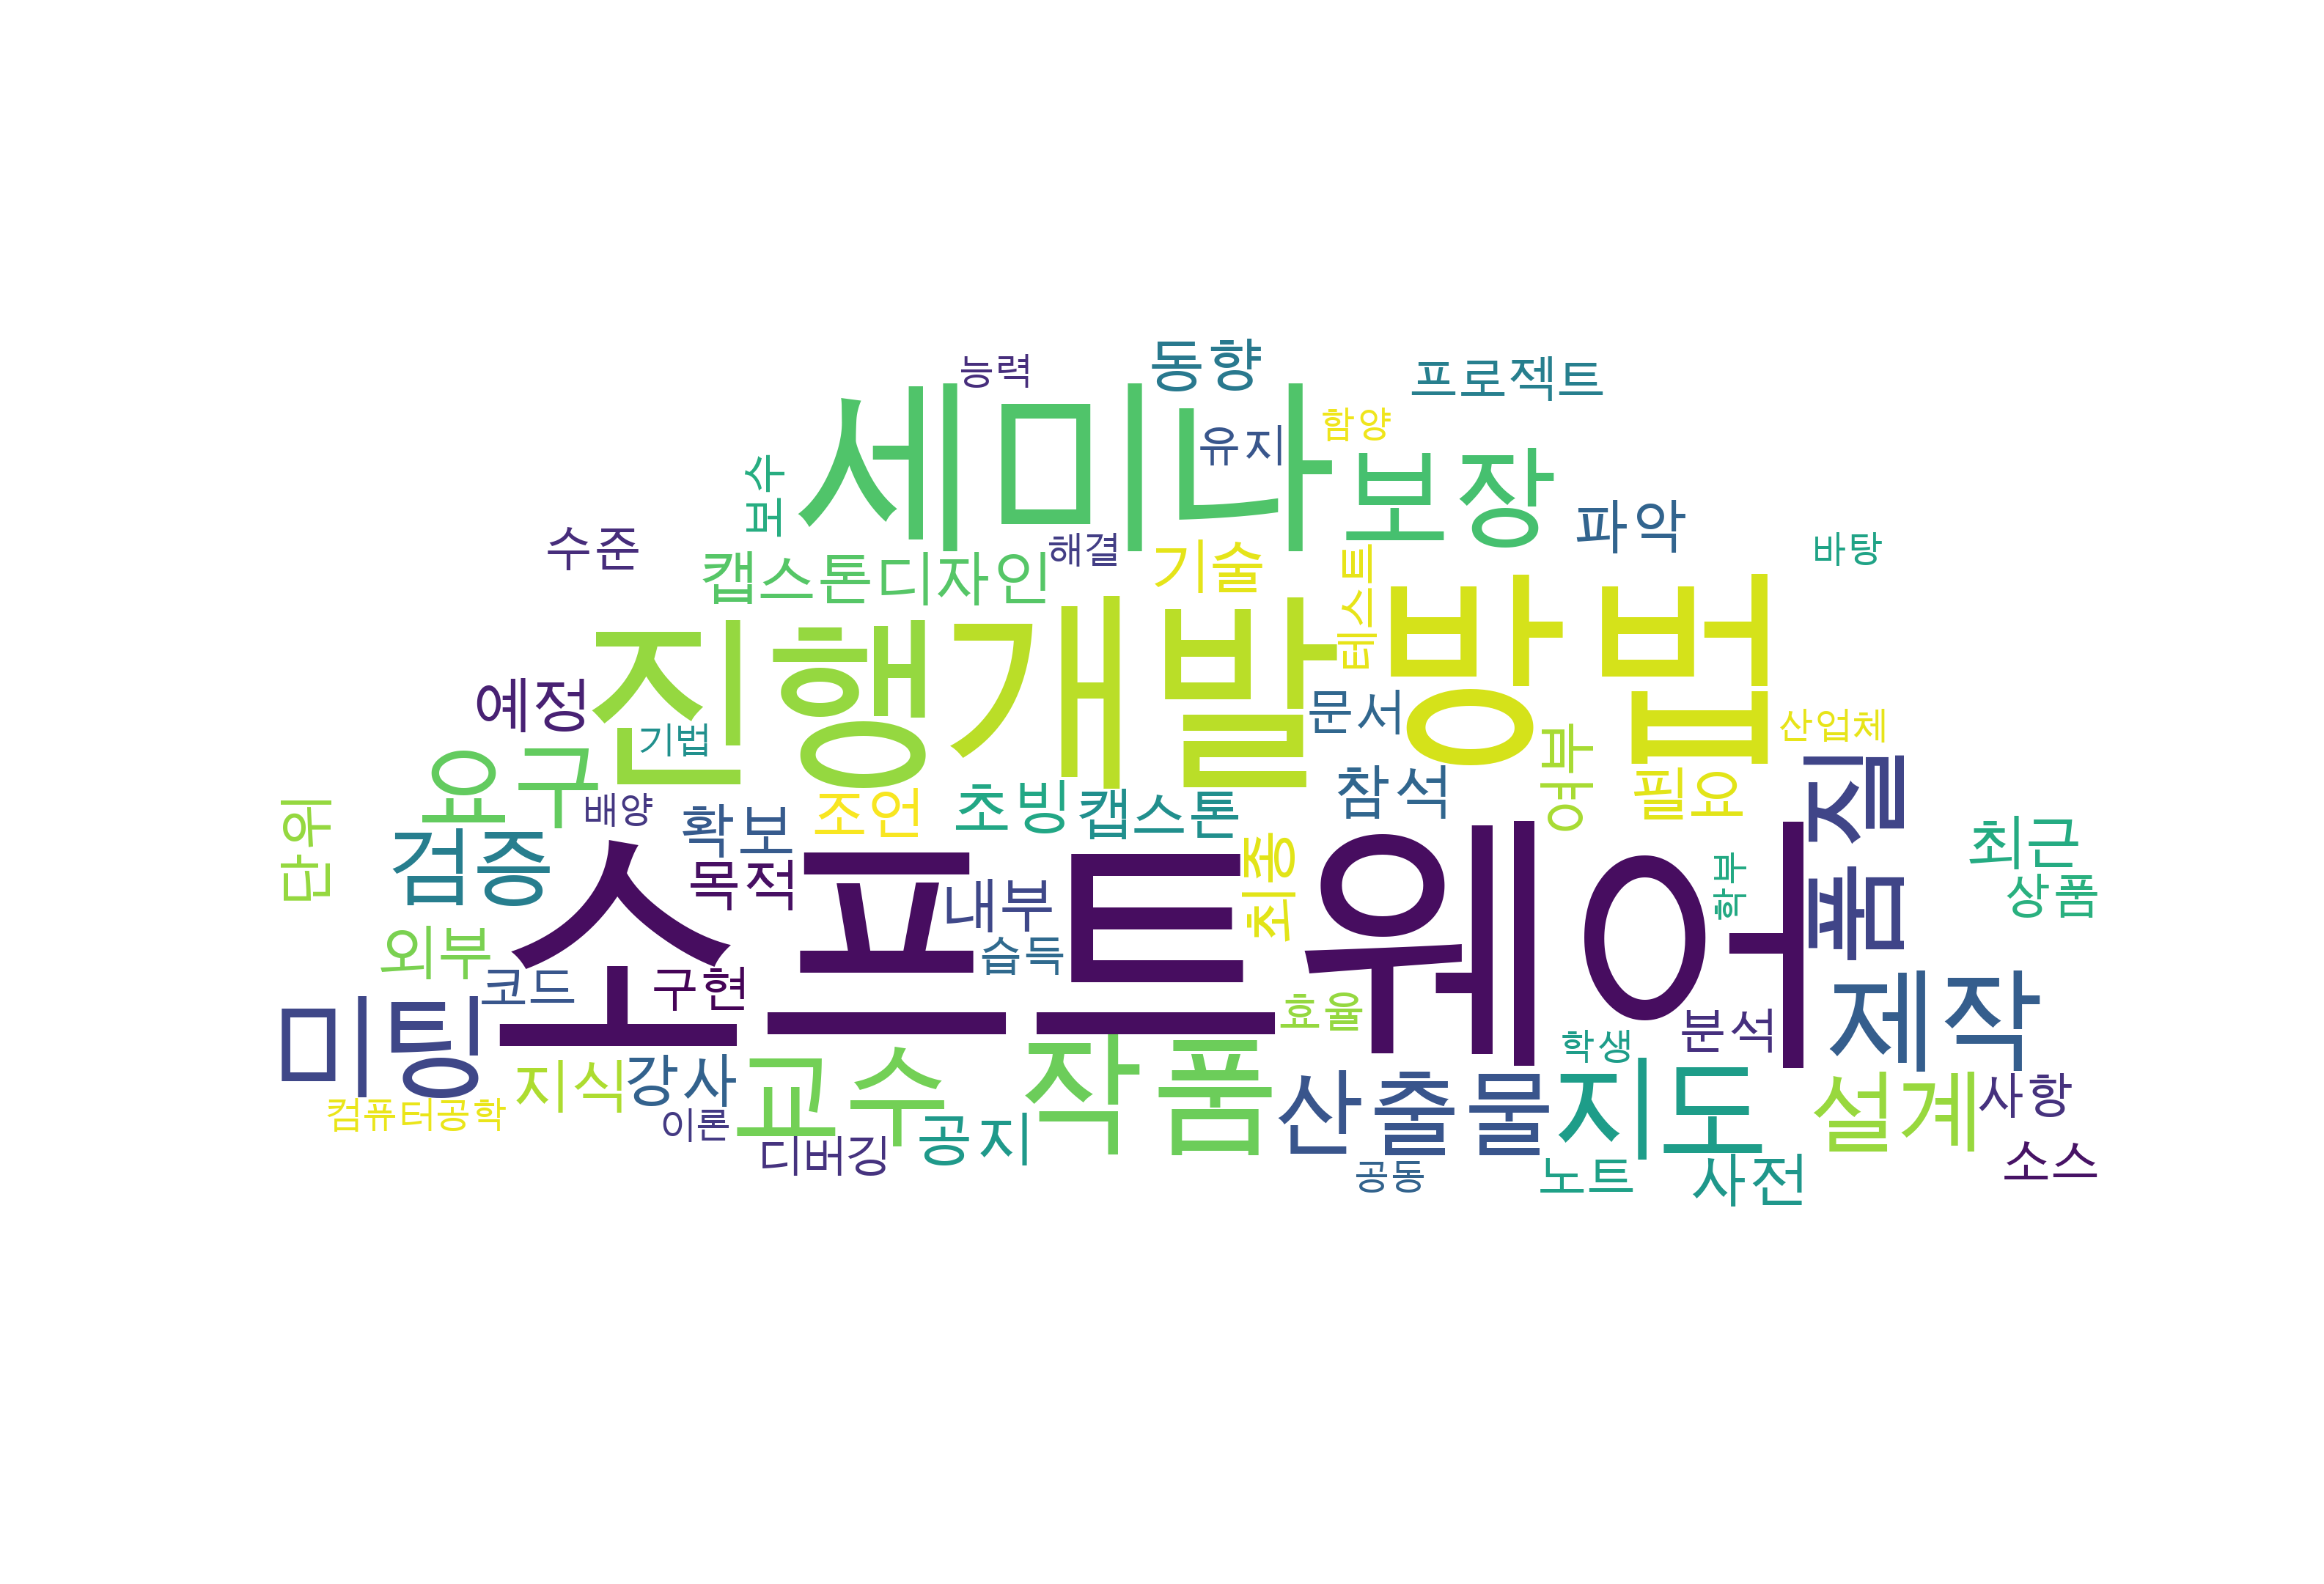 동향
능력
프로젝트
세미나
함양
유지
보장
보수
파악
수준
해결
바탕
기술
캡스톤디자인
테스트
방법
진행
개발
예정
문서
산업체
기법
여부
요구
필요
품질
참석
배양
초빙
캡스톤
조언
확보
단위
검증
최근
소프트웨어
최종
목적
학부
상품
내부
외부
습득
코드
구현
효율
제작
미팅
분석
학생
지식
강사
교수
작품
산출물
지도
설계
사항
컴퓨터공학
이론
공지
디버깅
소스
공동
노트
사전